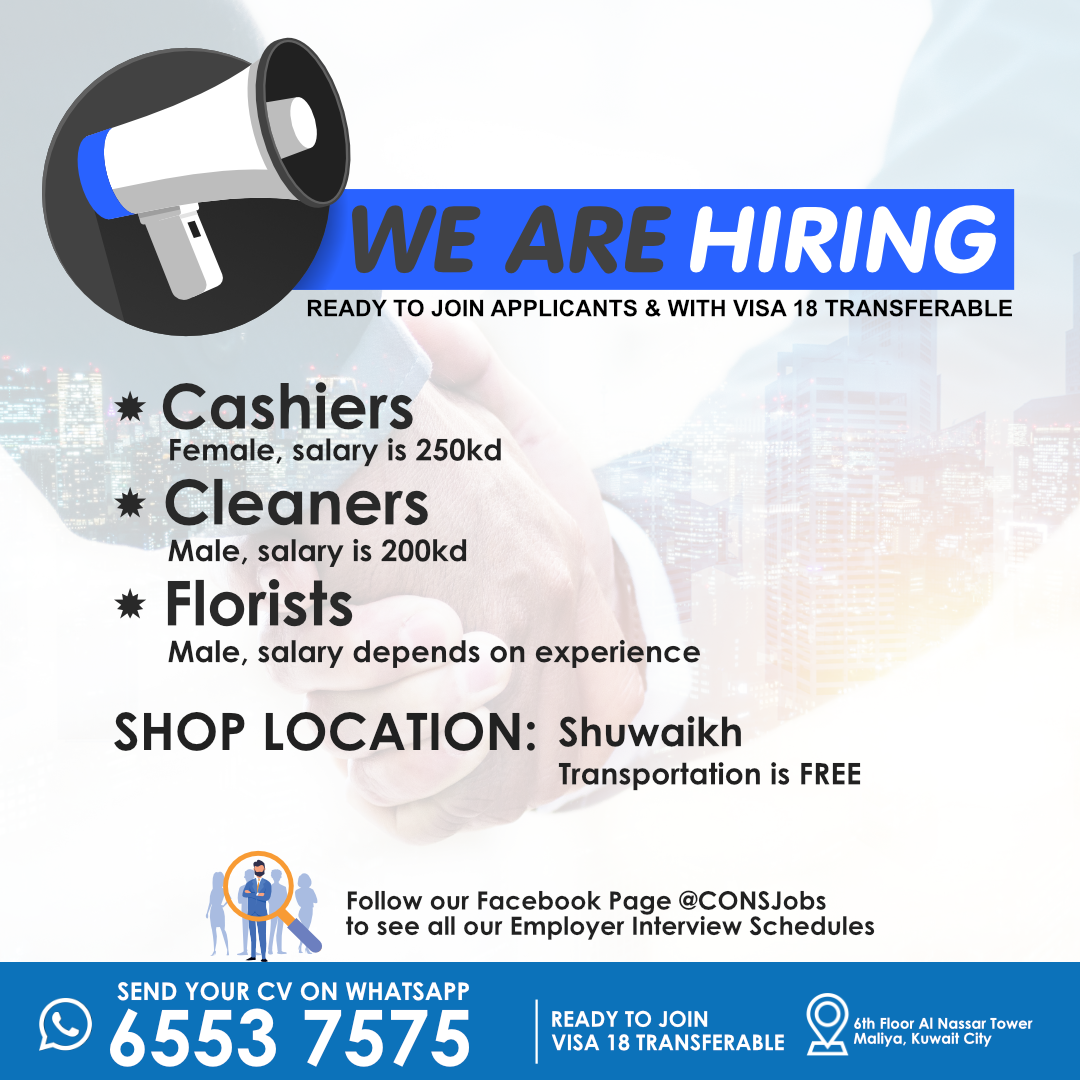 WE ARE HIRING
READY TO JOIN APPLICANTS & WITH VISA 18 TRANSFERABLE
Cashiers
Female, salary is 250kd
Cleaners
Male, salary is 200kd
Florists
Male, salary depends on experience
SHOP LOCATION: Shuwaikh
Transportation is FREE
Follow our Facebook Page @CONSJobs
to see all our Employer Interview Schedules
SEND YOUR CV ON WHATSAPP
6553 7575
READY TO JOIN
VISA 18 TRANSFERABLE
6th Floor Al Nassar Tower
Maliya, Kuwait City